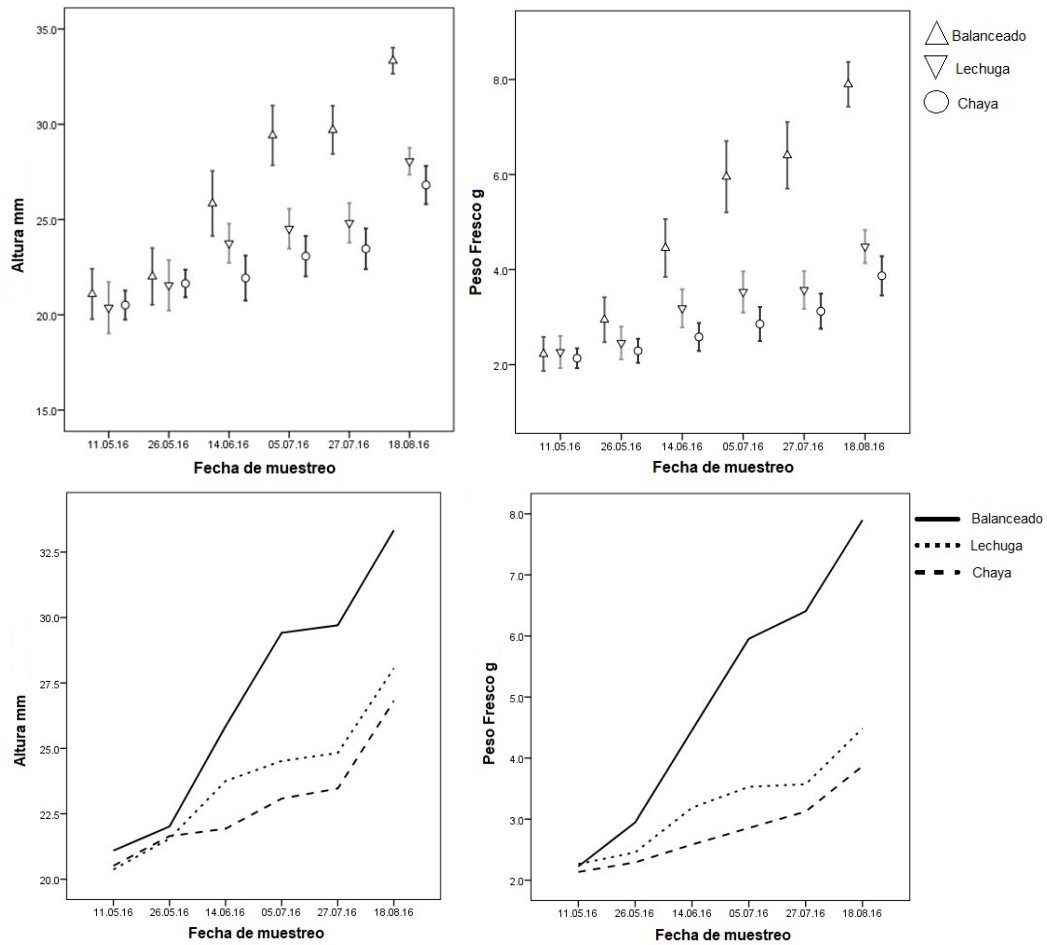 35.0
30.0
25.0
20.0
15.0
Altura mm
11.05.16 26.05.16 14.06.16 05.07.16 27.07.16 18.08.16
Fecha de muestreo
8.0
6.0
4.0
2.0
Peso Fresco g
11.05.16 26.05.16 14.06.16 05.07.16 27.07.16 18.08.16
Fecha de muestreo
Balanceado
Lechuga
Chaya
32.5
30.0
27.5
25.0
22.5
20.0
Altura mm
11.05.16 26.05.16 14.06.16 05.07.16 27.07.16 18.08.16
Fecha de muestreo
8.0
7.0
6.0
5.0
4.0
3.0
2.0
Peso Fresco g
11.05.16 26.05.16 14.06.16 05.07.16 27.07.16 18.08.16
Fecha de muestreo
Balanceado
Lechuga
Chaya